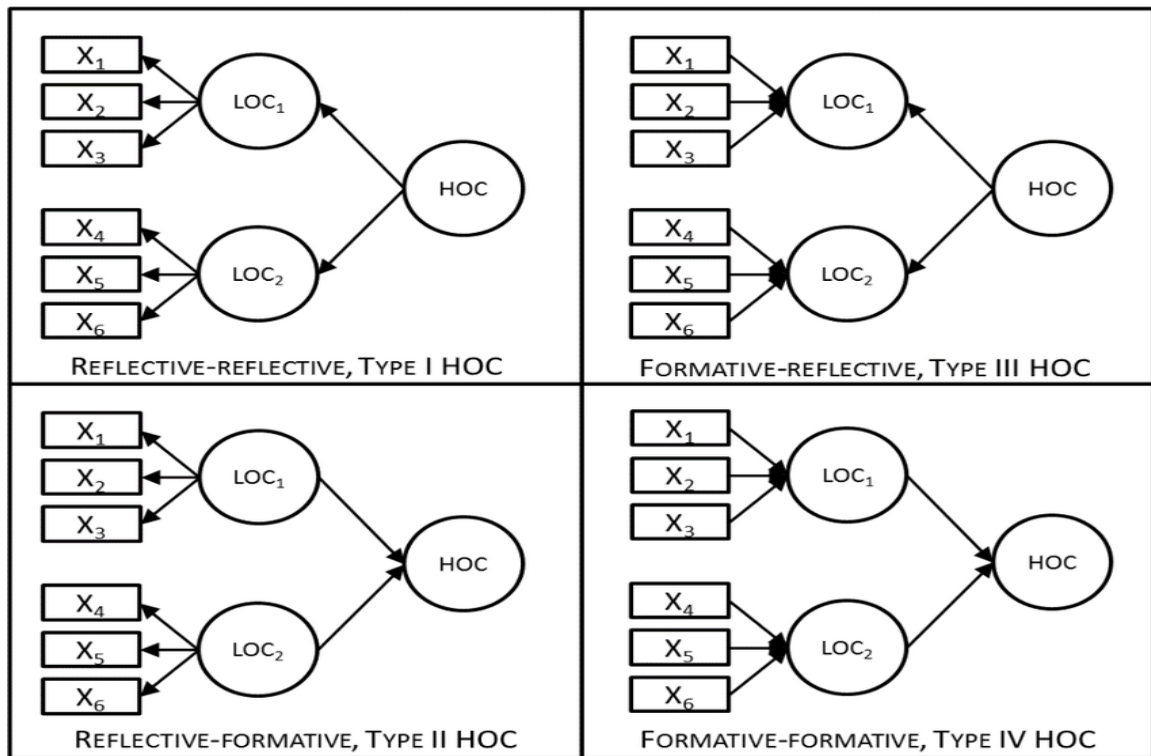 X₁
X₂
X₃
LOC₁
HOC
X₄
X₅
X₆
LOC₂
REFLECTIVE-REFLECTIVE, TYPE I HOC
X₁
X₂
X₃
LOC₁
HOC
X₄
X₅
X₆
LOC₂
FORMATIVE-REFLECTIVE, TYPE III HOC
X₁
X₂
X₃
LOC₁
HOC
X₄
X₅
X₆
LOC₂
REFLECTIVE-FORMATIVE, TYPE II HOC
X₁
X₂
X₃
LOC₁
HOC
X₄
X₅
X₆
LOC₂
FORMATIVE-FORMATIVE, TYPE IV HOC